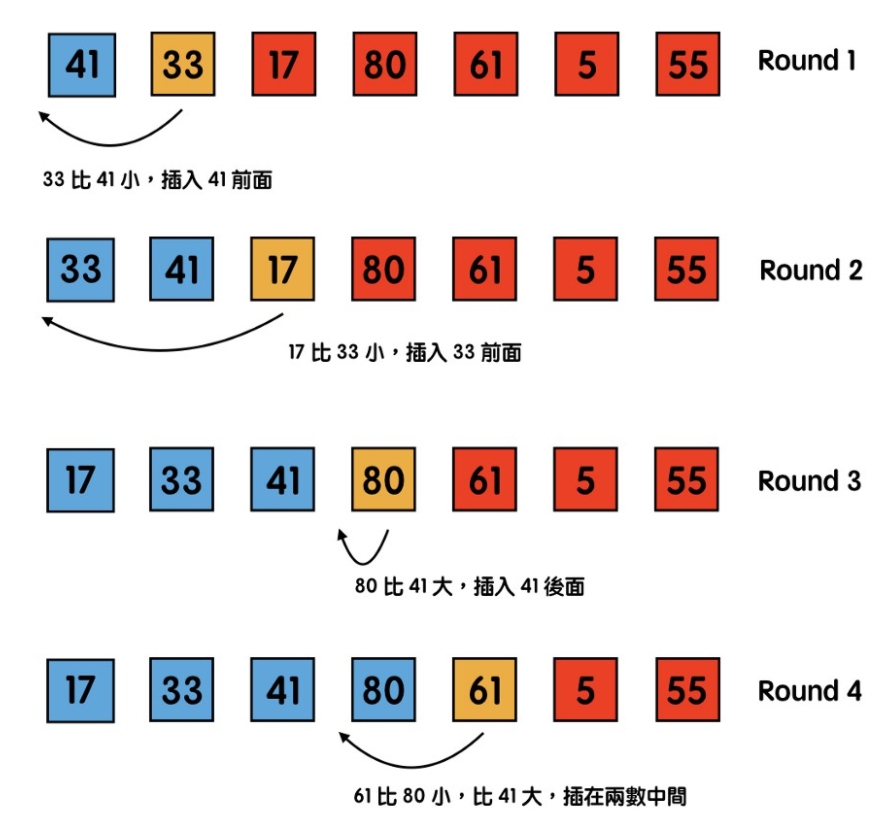 41 33 17 80 61 5 55 Round 1
33 比 41 小，插入 41 前面
33 41 17 80 61 5 55 Round 2
17 比 33 小，插入 33 前面
17 33 41 80 61 5 55 Round 3
80 比 41 大，插入 41 後面
17 33 41 80 61 5 55 Round 4
61 比 80 小，比 41 大，插在兩數中間